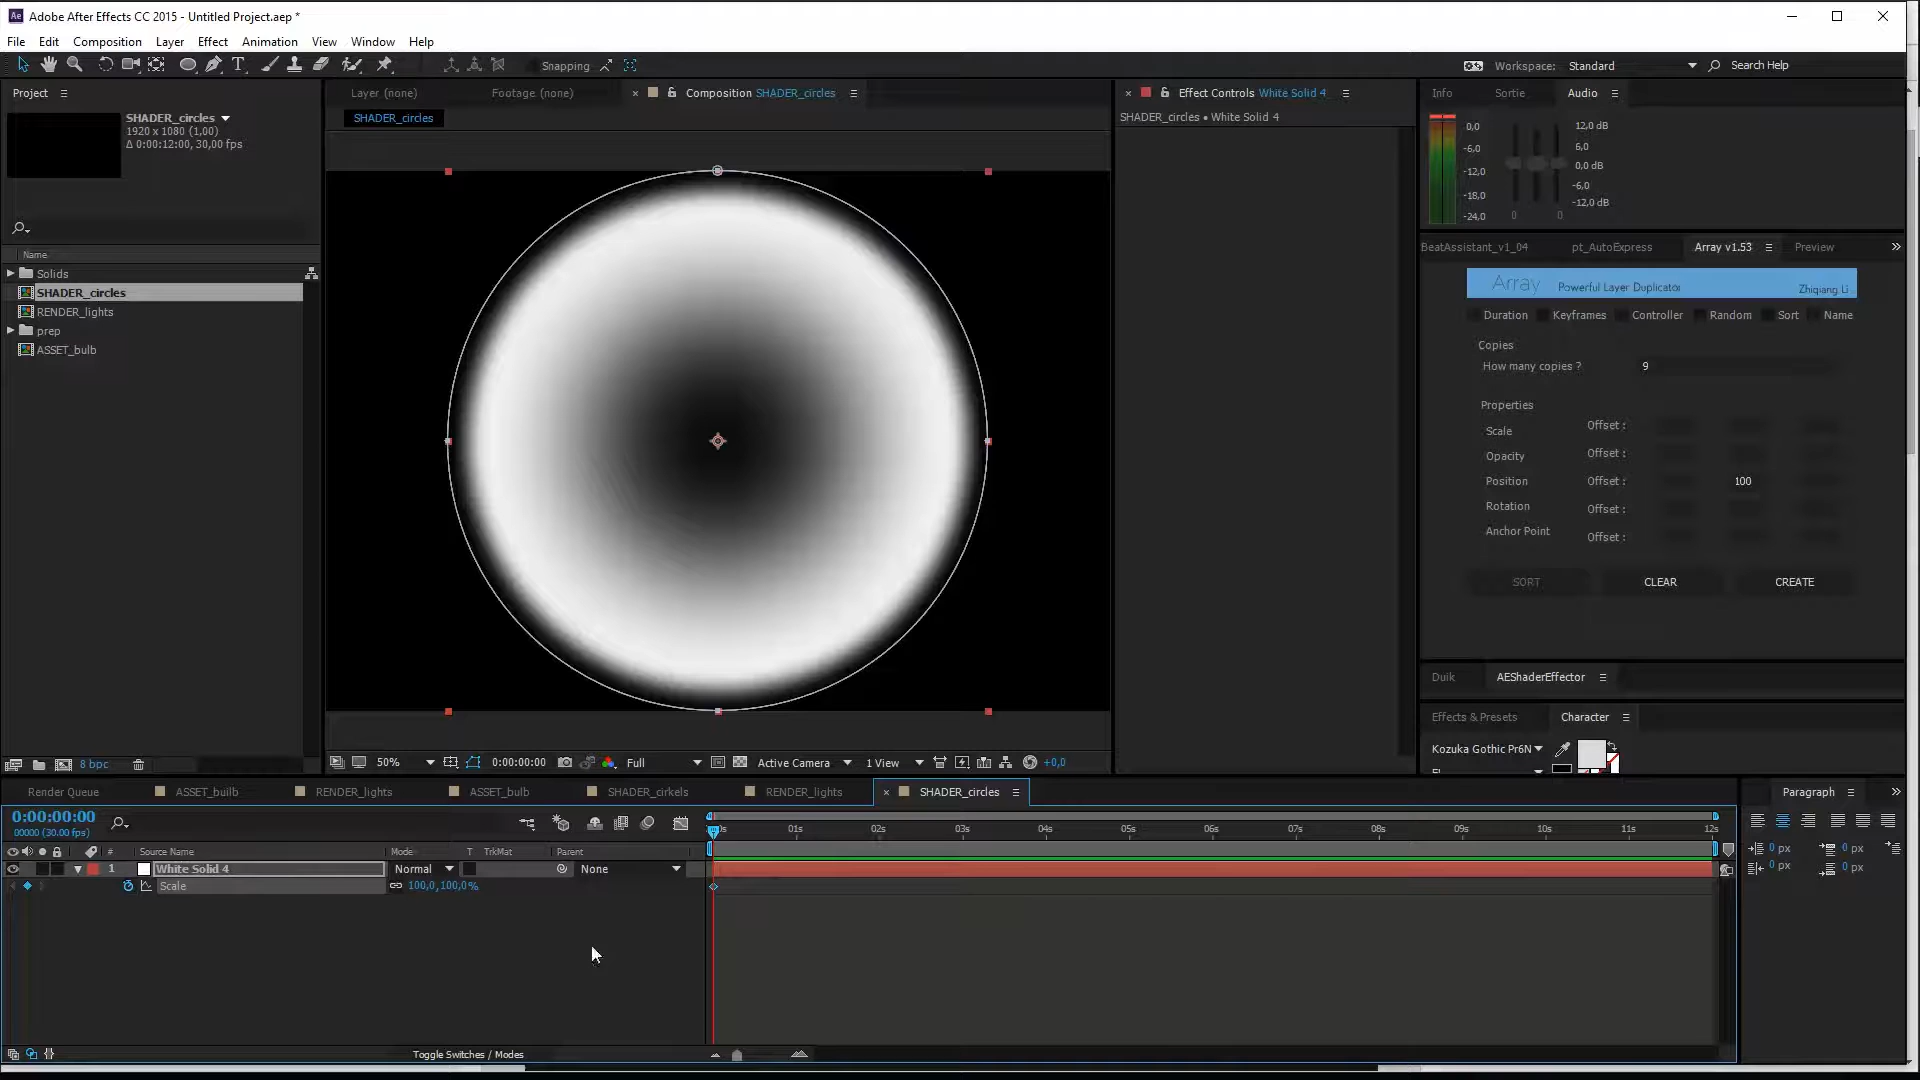 Adobe After Effects CC 2015 - Untitled Project.aep *
File Edit Composition Layer Effect Animation View Window Help
Snapping
Workspace: Standard Search Help
Project
SHADER_circles
1920 x 1080 (1,00)
Δ 0:00:12:00, 30,00 fps
Name
Solids
SHADER_circles
RENDER_lights
prep
ASSET_bulb
8 bpc
Layer (none) Footage (none) Composition SHADER_circles
SHADER_circles
50% 0:00:00:00 Full Active Camera 1 View +0,0
Effect Controls White Solid 4
SHADER_circles • White Solid 4
Info Sortie Audio
0,0
-6,0
-12,0
-18,0
-24,0
12,0 dB
6,0
0,0 dB
-6,0
-12,0 dB
0 0
BeatAssistant_v1_04 pt_AutoExpress Array v1.53 Preview
Array Powerful Layer Duplicator Zhiqiang Li
Duration Keyframes Controller Random Sort Name
Copies
How many copies ? 9
Properties
Scale Offset :
Opacity Offset :
Position Offset : 100
Rotation Offset :
Anchor Point Offset :
SORT CLEAR CREATE
Duik AEShaderEffector
Effects & Presets Character
Kozuka Gothic Pr6N
Render Queue ASSET_builb RENDER_lights ASSET_bulb SHADER_cirkels RENDER_lights SHADER_circles
0:00:00:00
00000 (30.00 fps)
01s 02s 03s 04s 05s 06s 07s 08s 09s 10s 11s 12s
# Source Name Mode T TrkMat Parent
1 White Solid 4 Normal None
Scale 100,0,100,0%
Toggle Switches / Modes
Paragraph
0 px 0 px
0 px 0 px